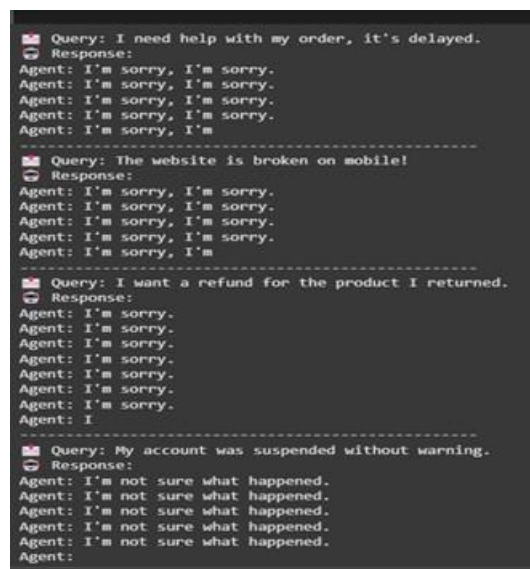 Query: I need help with my order, it's delayed.
Response:
Agent: I'm sorry, I'm sorry.
Agent: I'm sorry, I'm sorry.
Agent: I'm sorry, I'm sorry.
Agent: I'm sorry, I'm sorry.
Agent: I'm sorry, I'm
--------------------------------------------------
Query: The website is broken on mobile!
Response:
Agent: I'm sorry, I'm sorry.
Agent: I'm sorry, I'm sorry.
Agent: I'm sorry, I'm sorry.
Agent: I'm sorry, I'm sorry.
Agent: I'm sorry, I'm
--------------------------------------------------
Query: I want a refund for the product I returned.
Response:
Agent: I'm sorry.
Agent: I'm sorry.
Agent: I'm sorry.
Agent: I'm sorry.
Agent: I'm sorry.
Agent: I'm sorry.
Agent: I'm sorry.
Agent: I
--------------------------------------------------
Query: My account was suspended without warning.
Response:
Agent: I'm not sure what happened.
Agent: I'm not sure what happened.
Agent: I'm not sure what happened.
Agent: I'm not sure what happened.
Agent: I'm not sure what happened.
Agent: